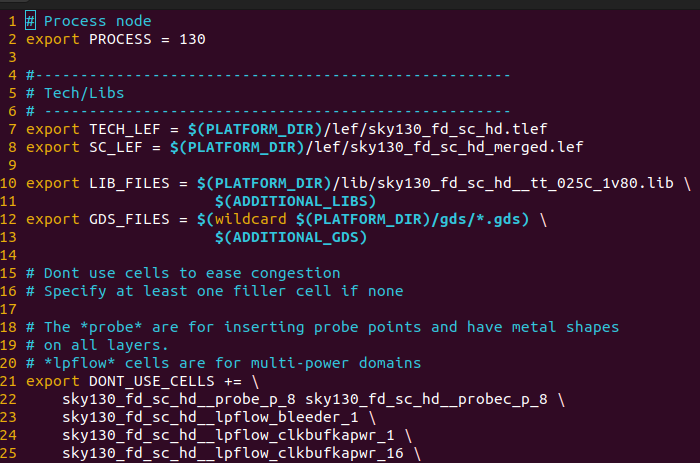 1 # Process node
2 export PROCESS = 130
3
4 #-----------------------------------------------------
5 # Tech/Libs
6 # ----------------------------------------------------
7 export TECH_LEF = $(PLATFORM_DIR)/lef/sky130_fd_sc_hd.tlef
8 export SC_LEF = $(PLATFORM_DIR)/lef/sky130_fd_sc_hd_merged.lef
9
10 export LIB_FILES = $(PLATFORM_DIR)/lib/sky130_fd_sc_hd__tt_025C_1v80.lib \
11                     $(ADDITIONAL_LIBS)
12 export GDS_FILES = $(wildcard $(PLATFORM_DIR)/gds/*.gds) \
13                     $(ADDITIONAL_GDS)
14
15 # Dont use cells to ease congestion
16 # Specify at least one filler cell if none
17
18 # The *probe* are for inserting probe points and have metal shapes
19 # on all layers.
20 # *lpflow* cells are for multi-power domains
21 export DONT_USE_CELLS += \
22     sky130_fd_sc_hd__probe_p_8 sky130_fd_sc_hd__probec_p_8 \
23     sky130_fd_sc_hd__lpflow_bleeder_1 \
24     sky130_fd_sc_hd__lpflow_clkbufkapwr_1 \
25     sky130_fd_sc_hd__lpflow_clkbufkapwr_16 \